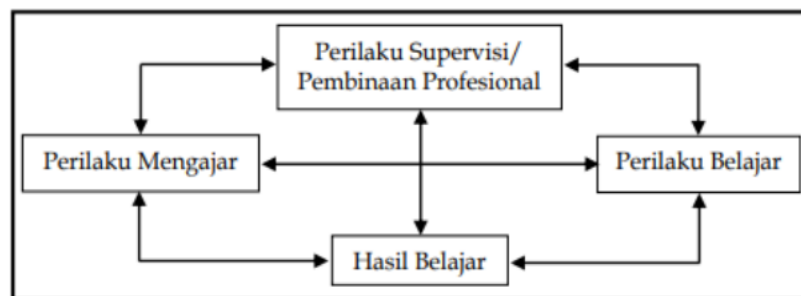 Perilaku Supervisi/
Pembinaan Profesional
Perilaku Mengajar
Perilaku Belajar
Hasil Belajar